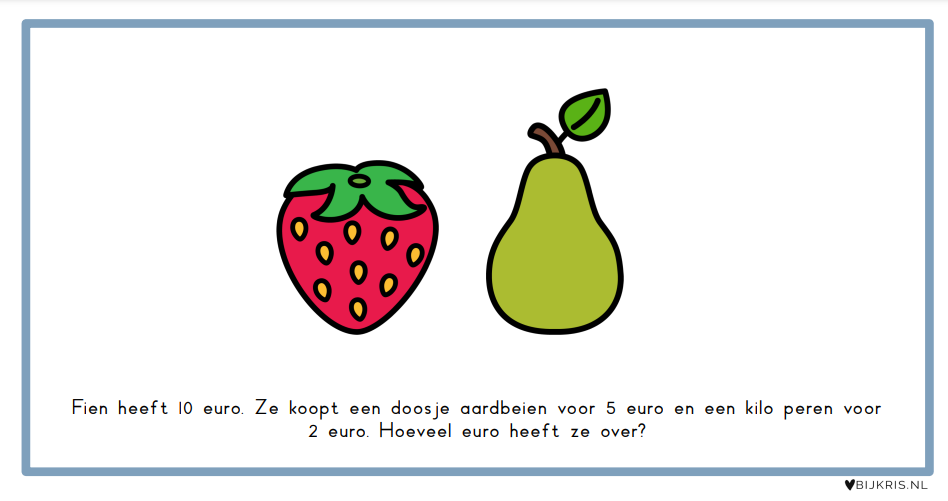 Fien heeft 10 euro. Ze koopt een doosje aardbeien voor 5 euro en een kilo peren voor
2 euro. Hoeveel euro heeft ze over?
BIJKRIS.NL